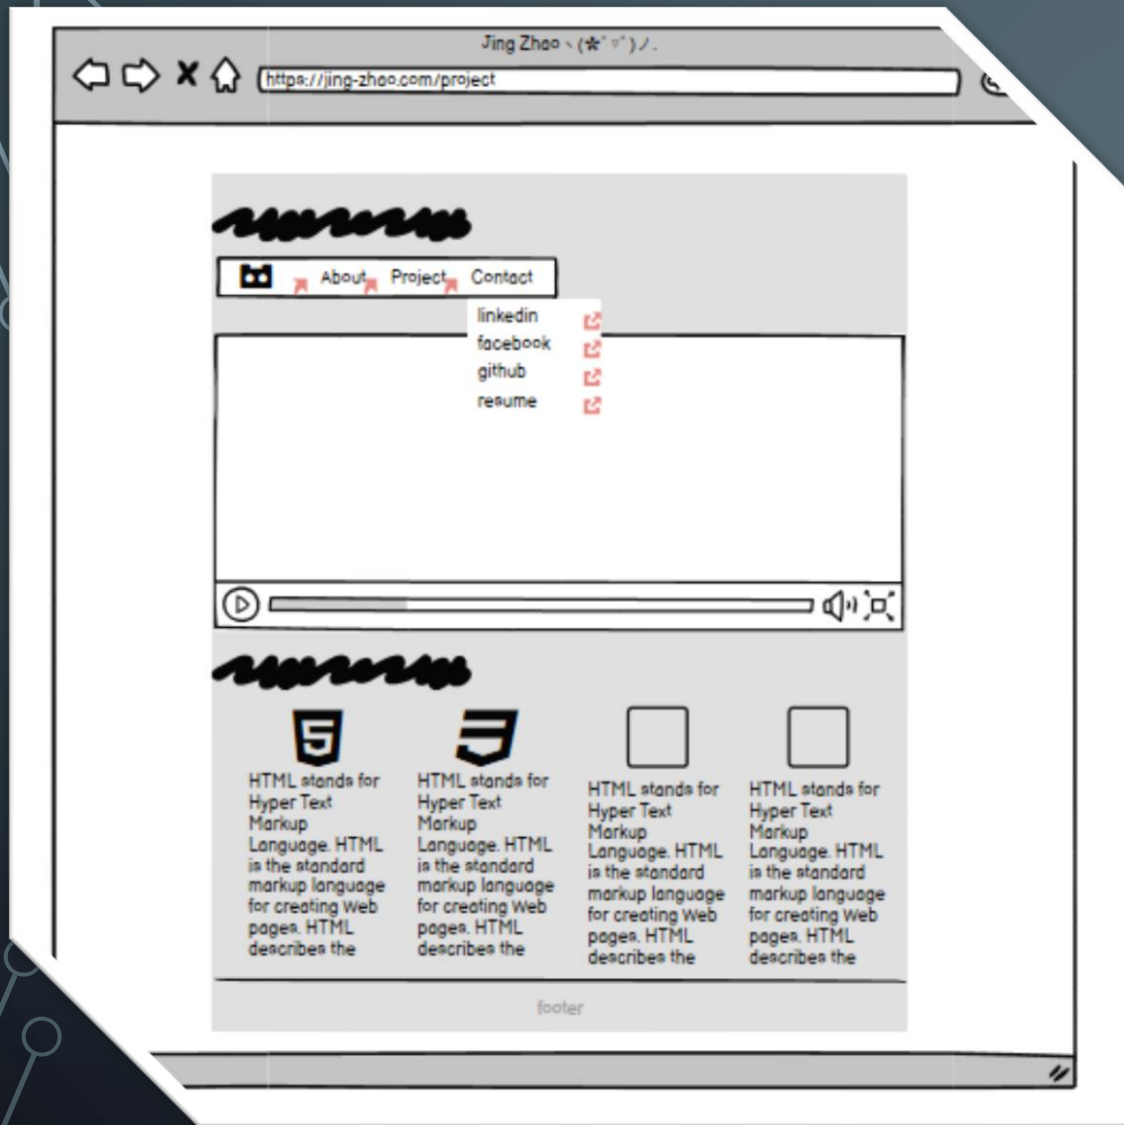 Jing Zhao ヽ(✽ﾟ▽ﾟ)ノ.
https://jing-zhao.com/project
About Project Contact
linkedin
facebook
github
resume
HTML stands for
Hyper Text
Markup
Language. HTML
is the standard
markup language
for creating Web
pages. HTML
describes the
HTML stands for
Hyper Text
Markup
Language. HTML
is the standard
markup language
for creating Web
pages. HTML
describes the
HTML stands for
Hyper Text
Markup
Language. HTML
is the standard
markup language
for creating Web
pages. HTML
describes the
HTML stands for
Hyper Text
Markup
Language. HTML
is the standard
markup language
for creating Web
pages. HTML
describes the
footer